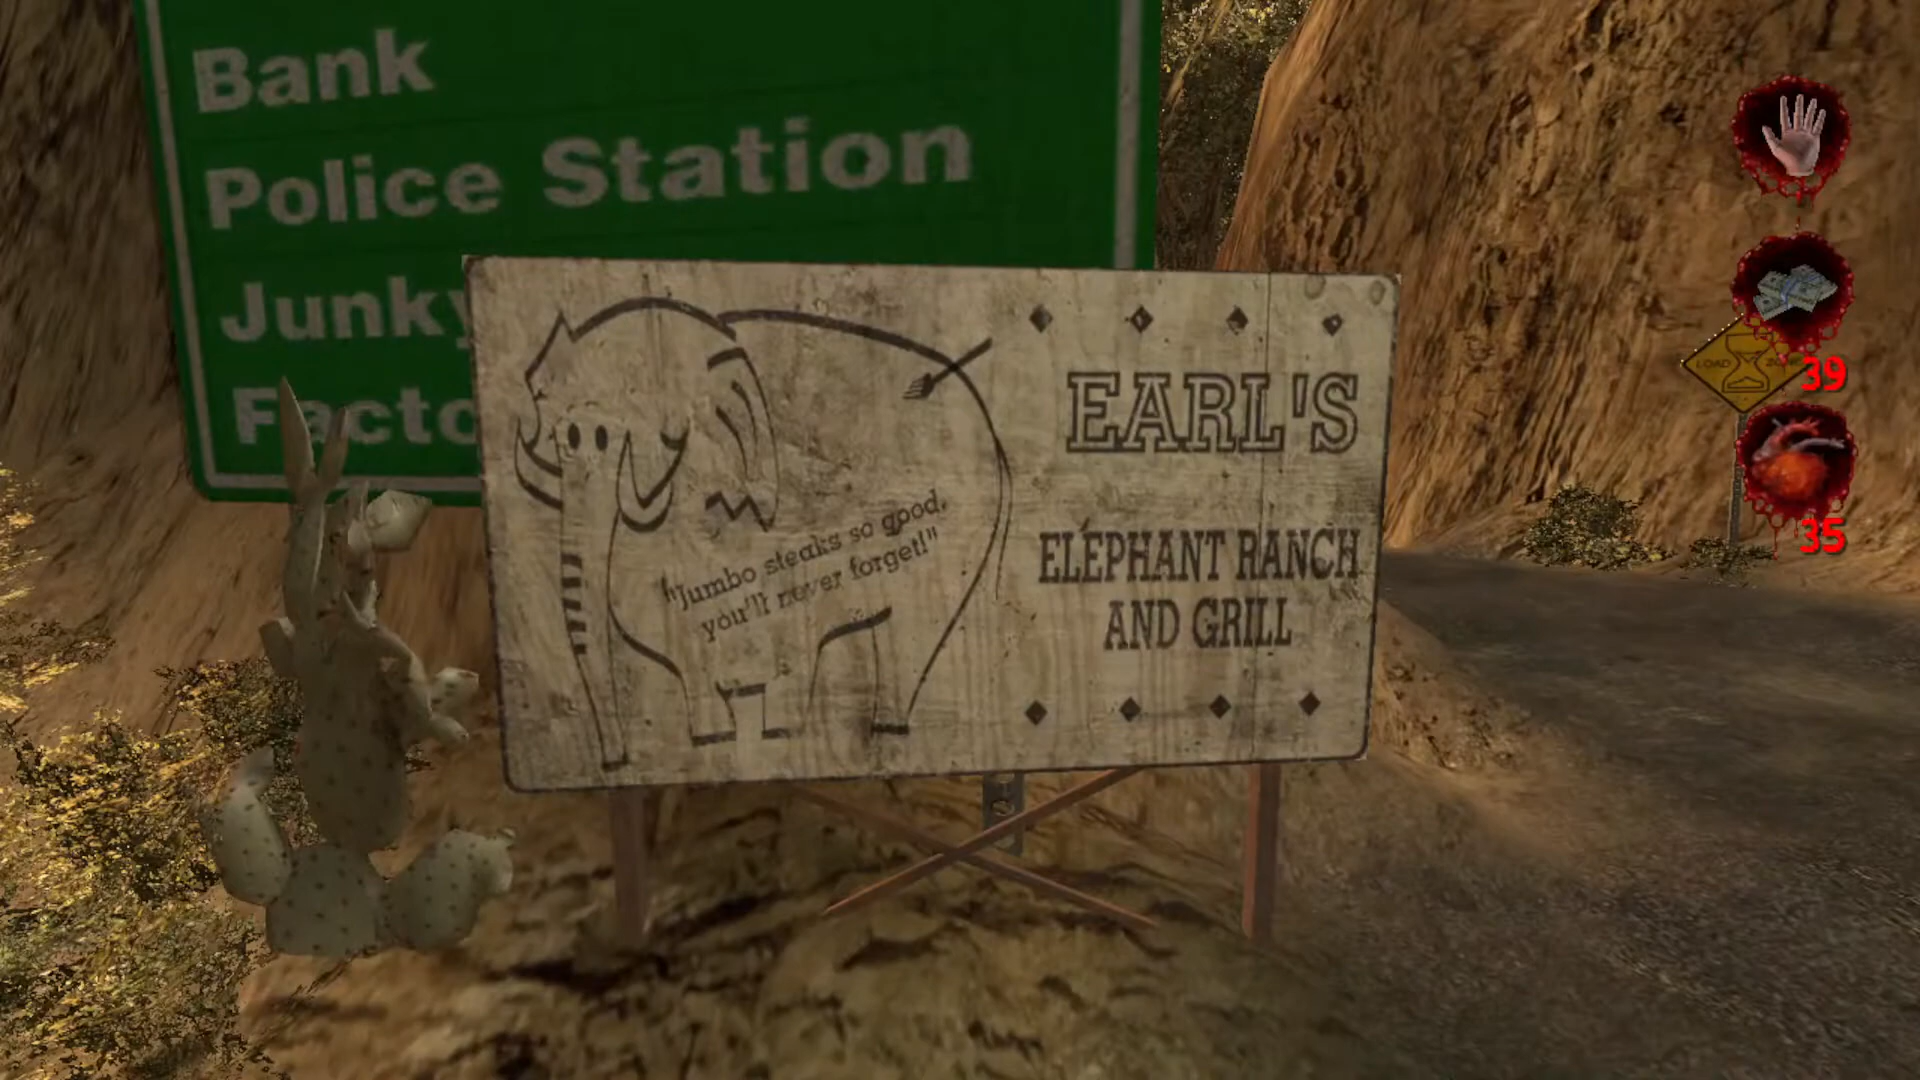 Bank
Police Station
Junky
Facto
EARL'S
"Jumbo steaks so good,
you'll never forget!"
ELEPHANT RANCH
AND GRILL
LOAD
39
35